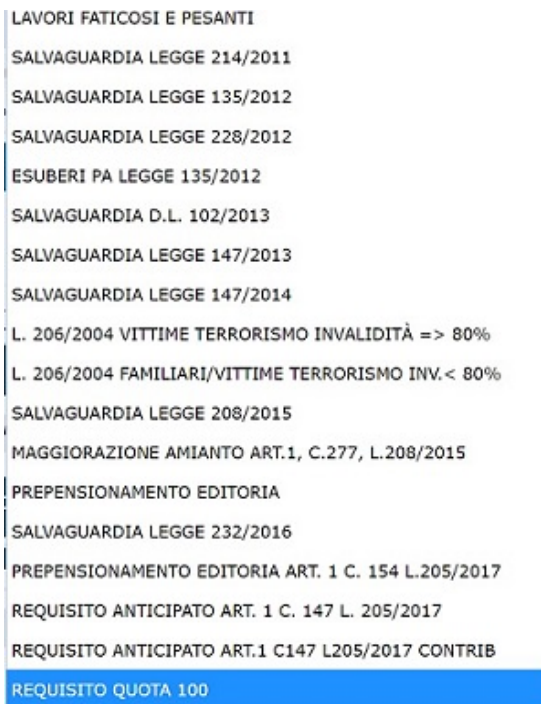 LAVORI FATICOSI E PESANTI
SALVAGUARDIA LEGGE 214/2011
SALVAGUARDIA LEGGE 135/2012
SALVAGUARDIA LEGGE 228/2012
ESUBERI PA LEGGE 135/2012
SALVAGUARDIA D.L. 102/2013
SALVAGUARDIA LEGGE 147/2013
SALVAGUARDIA LEGGE 147/2014
L. 206/2004 VITTIME TERRORISMO INVALIDITÀ => 80%
L. 206/2004 FAMILIARI/VITTIME TERRORISMO INV.< 80%
SALVAGUARDIA LEGGE 208/2015
MAGGIORAZIONE AMIANTO ART.1, C.277, L.208/2015
PREPENSIONAMENTO EDITORIA
SALVAGUARDIA LEGGE 232/2016
PREPENSIONAMENTO EDITORIA ART. 1 C. 154 L.205/2017
REQUISITO ANTICIPATO ART. 1 C. 147 L. 205/2017
REQUISITO ANTICIPATO ART.1 C147 L205/2017 CONTRIB
REQUISITO QUOTA 100